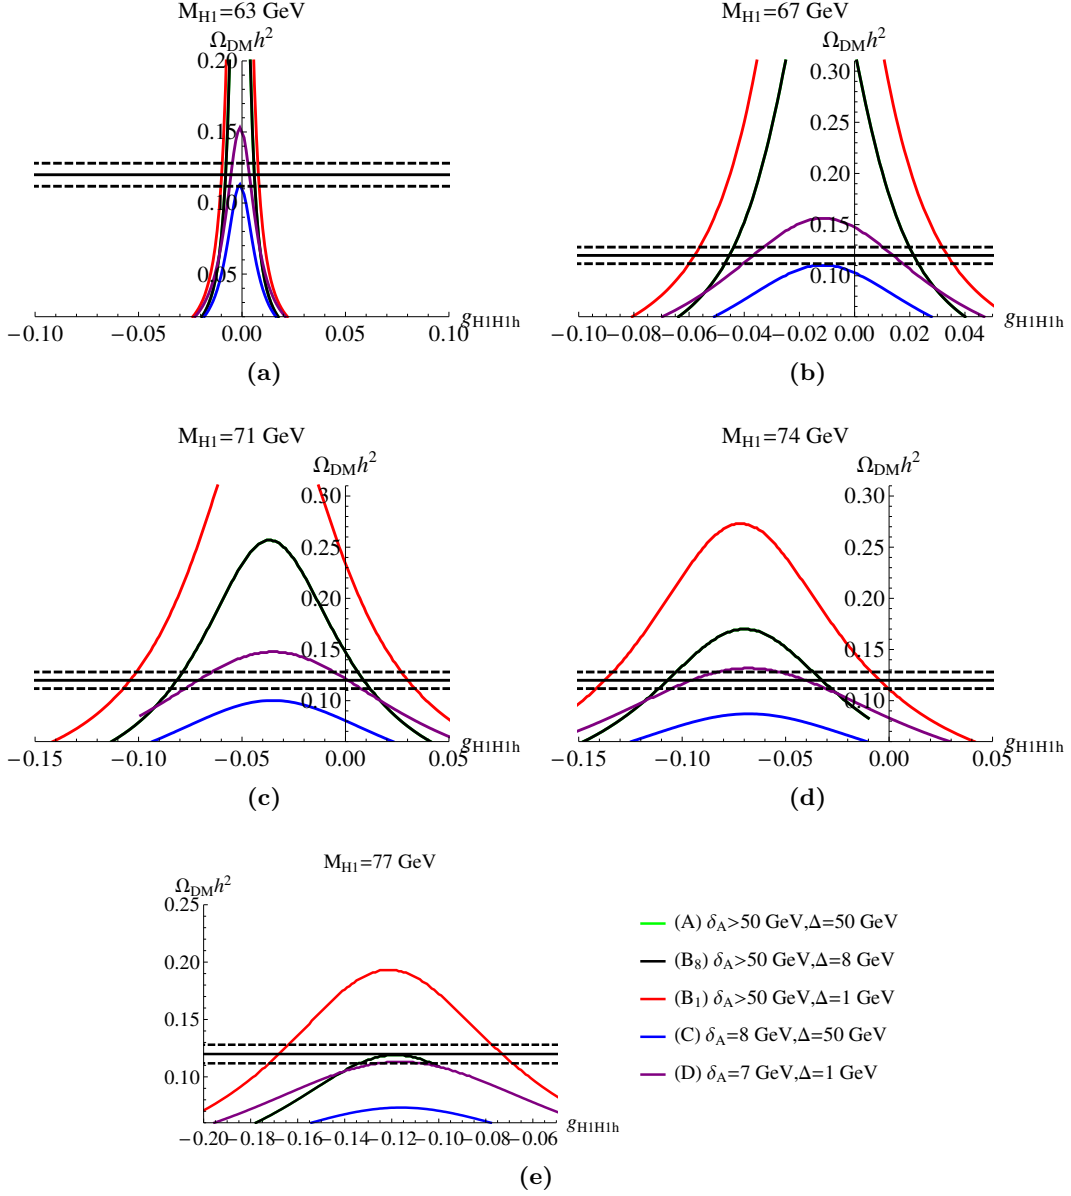 M_H1=63 GeV
Ω_DM h²
0.20
0.15
0.10
0.05
−0.10 −0.05 0.00 0.05 0.10 g_H1H1h
(a)
M_H1=67 GeV
Ω_DM h²
0.30
0.25
0.20
0.15
0.10
−0.10 −0.08 −0.06 −0.04 −0.02 0.00 0.02 0.04 g_H1H1h
(b)
M_H1=71 GeV
Ω_DM h²
0.30
0.25
0.20
0.15
0.10
−0.15 −0.10 −0.05 0.00 0.05 g_H1H1h
(c)
M_H1=74 GeV
Ω_DM h²
0.30
0.25
0.20
0.15
0.10
−0.15 −0.10 −0.05 0.00 0.05 g_H1H1h
(d)
M_H1=77 GeV
Ω_DM h²
0.25
0.20
0.15
0.10
−0.20 −0.18 −0.16 −0.14 −0.12 −0.10 −0.08 −0.06 g_H1H1h
(e)
(A) δ_A>50 GeV,Δ=50 GeV
(B_8) δ_A>50 GeV,Δ=8 GeV
(B_1) δ_A>50 GeV,Δ=1 GeV
(C) δ_A=8 GeV,Δ=50 GeV
(D) δ_A=7 GeV,Δ=1 GeV